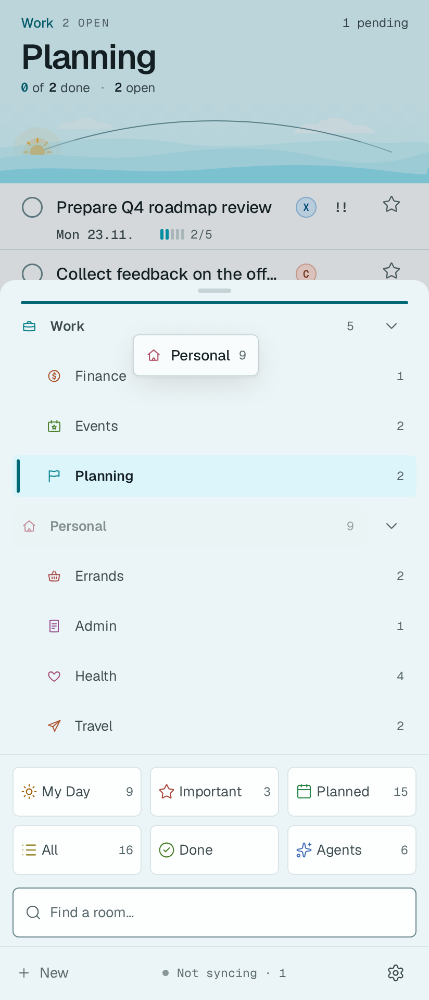 Work 2 OPEN 1 pending
Planning
0 of 2 done · 2 open
Prepare Q4 roadmap review X !!
Mon 23.11. 2/5
Collect feedback on the off… C
Work 5
Personal 9
Finance 1
Events 2
Planning 2
Personal 9
Errands 2
Admin 1
Health 4
Travel 2
My Day 9 Important 3 Planned 15
All 16 Done Agents 6
Find a room…
+ New Not syncing · 1